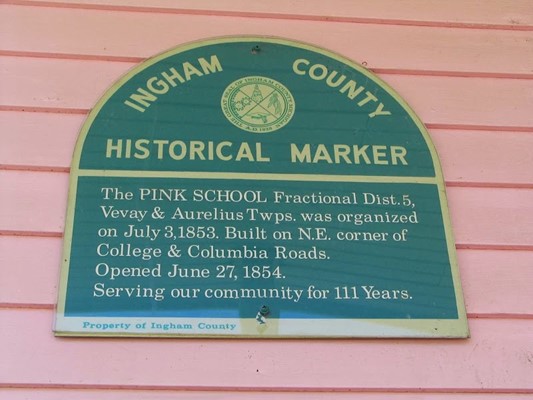 INGHAM COUNTY
HISTORICAL MARKER
The PINK SCHOOL Fractional Dist. 5,
Vevay & Aurelius Twps. was organized
on July 3, 1853. Built on N.E. corner of
College & Columbia Roads.
Opened June 27, 1854.
Serving our community for 111 Years.
Property of Ingham County